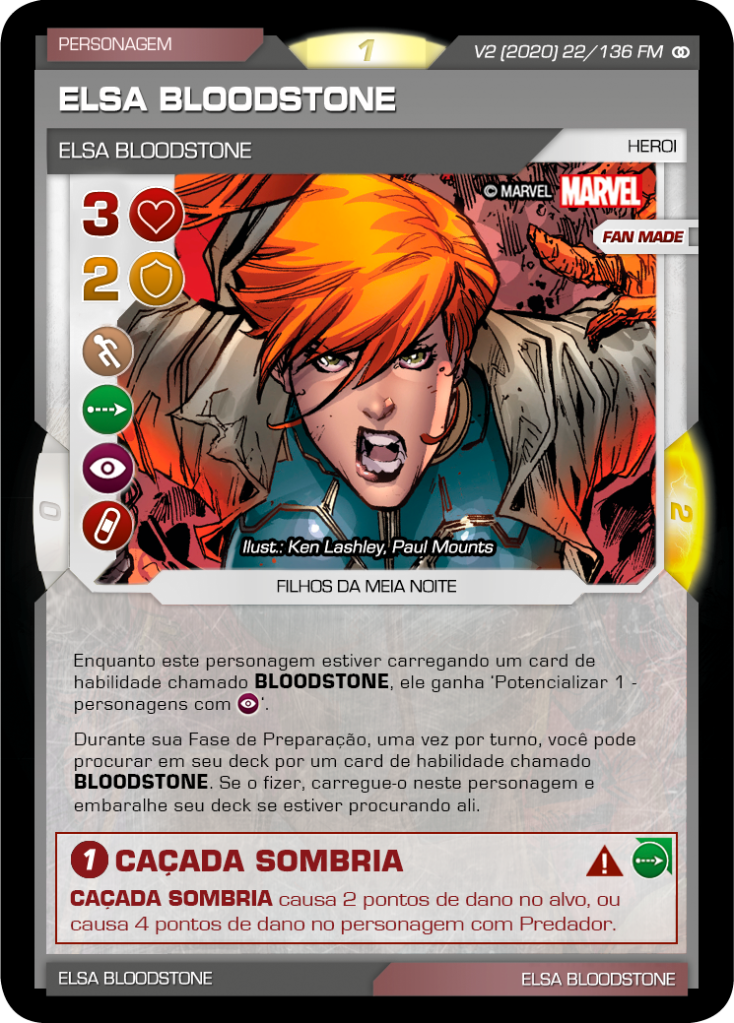 PERSONAGEM
1
V2 (2020) 22/136 FM
ELSA BLOODSTONE
ELSA BLOODSTONE
HEROI
© MARVEL MARVEL
3
FAN MADE
2
0
2
Ilust.: Ken Lashley, Paul Mounts
FILHOS DA MEIA NOITE
Enquanto este personagem estiver carregando um card de
habilidade chamado BLOODSTONE, ele ganha ‘Potencializar 1 -
personagens com ‘.
Durante sua Fase de Preparação, uma vez por turno, você pode
procurar em seu deck por um card de habilidade chamado
BLOODSTONE. Se o fizer, carregue-o neste personagem e
embaralhe seu deck se estiver procurando ali.
1 CAÇADA SOMBRIA
CAÇADA SOMBRIA causa 2 pontos de dano no alvo, ou
causa 4 pontos de dano no personagem com Predador.
ELSA BLOODSTONE
ELSA BLOODSTONE